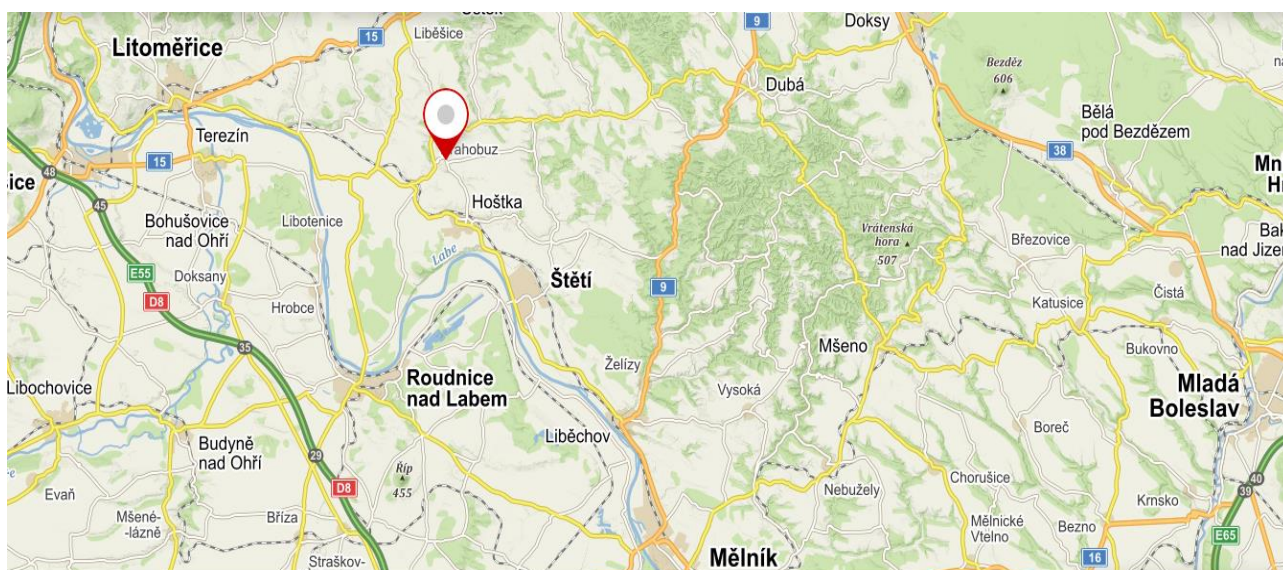 9
Doksy
Liběšice
15
Litoměřice
Bezděz
606
Dubá
Bělá
pod Bezdězem
Terezín
38
15
48
45
Hoštka
Libotenice
Bohušovice
nad Ohří
Vrátenská
hora
507
Březovice
nad Jizer
Labe
E55
Doksany
D8
Štětí
9
Hrobce
Katusice
Čistá
35
Mšeno
Bukovno
Želízy
Libochovice
Roudnice
nad Labem
Vysoká
Mladá
Boleslav
Liběchov
Boreč
Budyně
nad Ohří
29
Říp
455
D8
Evaň
Chorušice
Nebužely
40
39
Krnsko
Mšené-
-lázně
Bříza
Mělnické
Vtelno
Bezno
E65
Straškov-
Mělník
16